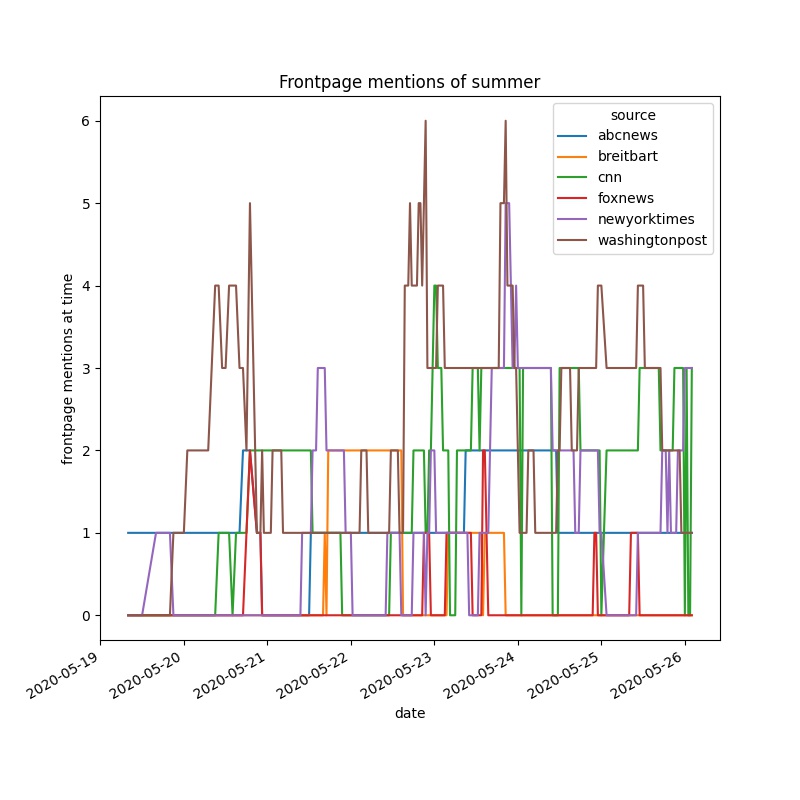 Frontpage mentions of summer
source
abcnews
breitbart
cnn
foxnews
newyorktimes
washingtonpost
frontpage mentions at time
6
5
4
3
2
1
0
2020-05-19
2020-05-20
2020-05-21
2020-05-22
2020-05-23
2020-05-24
2020-05-25
2020-05-26
date